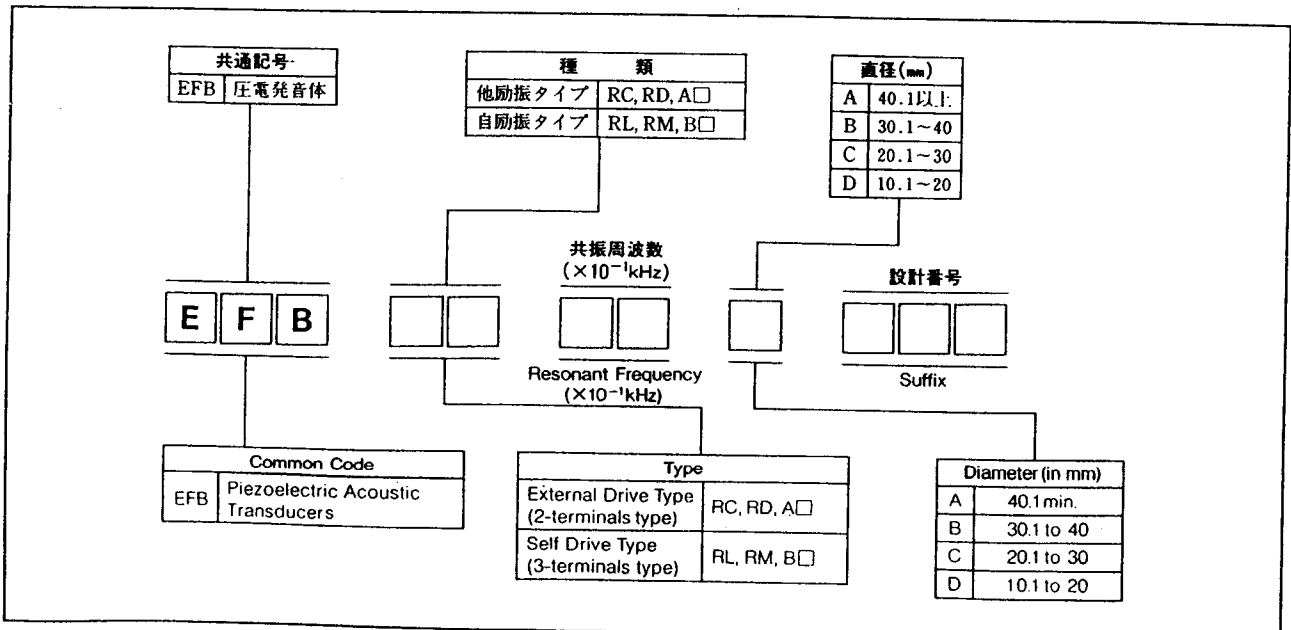 共通記号
EFB 圧電発音体
種 類
他励振タイプ RC, RD, A□
自励振タイプ RL, RM, B□
直径(mm)
A 40.1以上
B 30.1~40
C 20.1~30
D 10.1~20
共振周波数
(×10⁻¹kHz)
設計番号
E F B
Resonant Frequency
(×10⁻¹kHz)
Suffix
Common Code
EFB Piezoelectric Acoustic
Transducers
Type
External Drive Type
(2-terminals type) RC, RD, A□
Self Drive Type
(3-terminals type) RL, RM, B□
Diameter (in mm)
A 40.1 min.
B 30.1 to 40
C 20.1 to 30
D 10.1 to 20